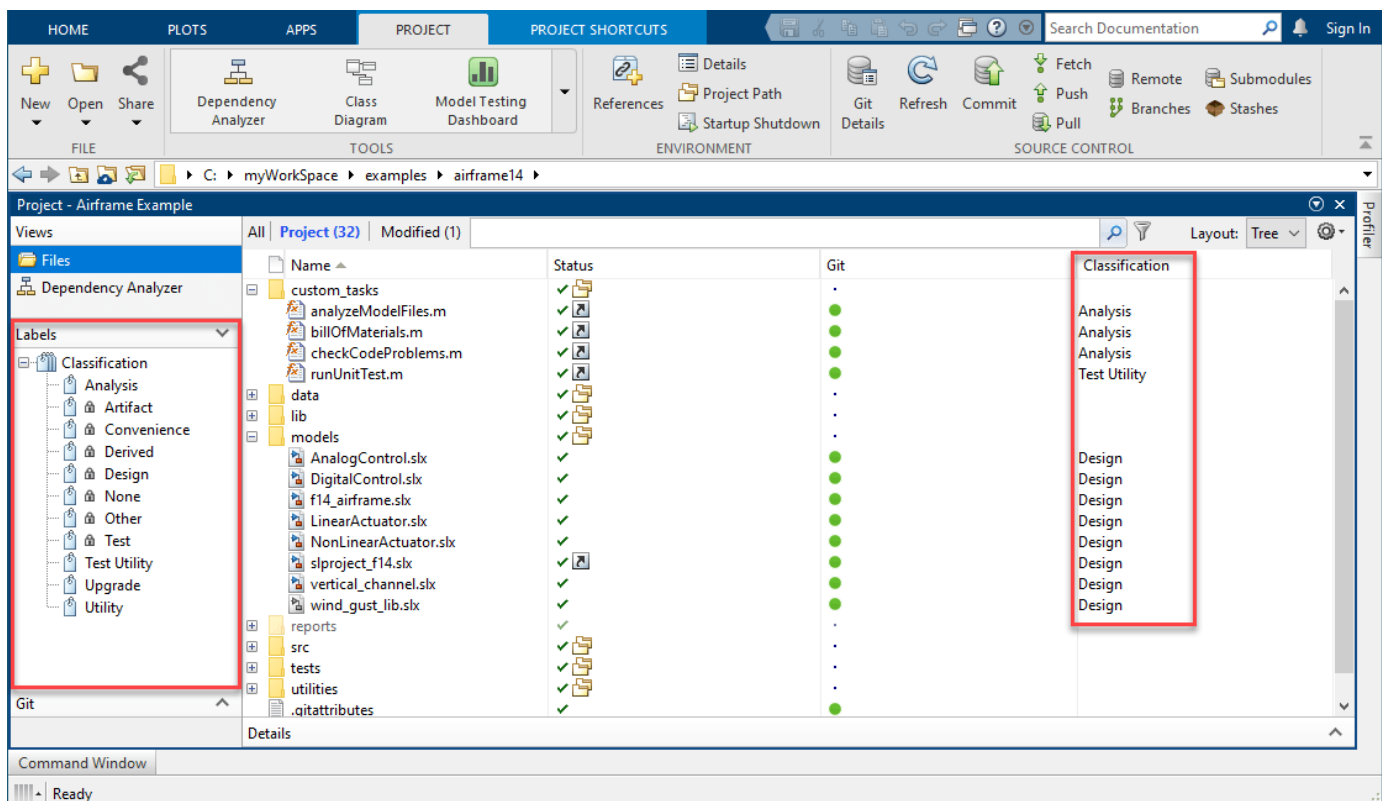 HOME PLOTS APPS PROJECT PROJECT SHORTCUTS Search Documentation Sign In
New Open Share Dependency Analyzer Class Diagram Model Testing Dashboard References Details Project Path Startup Shutdown Git Details Refresh Commit Fetch Push Pull Remote Branches Submodules Stashes
FILE TOOLS ENVIRONMENT SOURCE CONTROL
C: myWorkSpace examples airframe14
Project - Airframe Example
Profiler
Views All Project (32) Modified (1) Layout: Tree
Files Name Status Git Classification
Dependency Analyzer custom_tasks
analyzeModelFiles.m Analysis
Labels billOfMaterials.m Analysis
Classification checkCodeProblems.m Analysis
Analysis runUnitTest.m Test Utility
Artifact data
Convenience lib
Derived models
Design AnalogControl.slx Design
None DigitalControl.slx Design
Other f14_airframe.slx Design
Test LinearActuator.slx Design
Test Utility NonLinearActuator.slx Design
Upgrade slproject_f14.slx Design
Utility vertical_channel.slx Design
wind_gust_lib.slx Design
reports
src
tests
utilities
Git .gitattributes
Details
Command Window
Ready